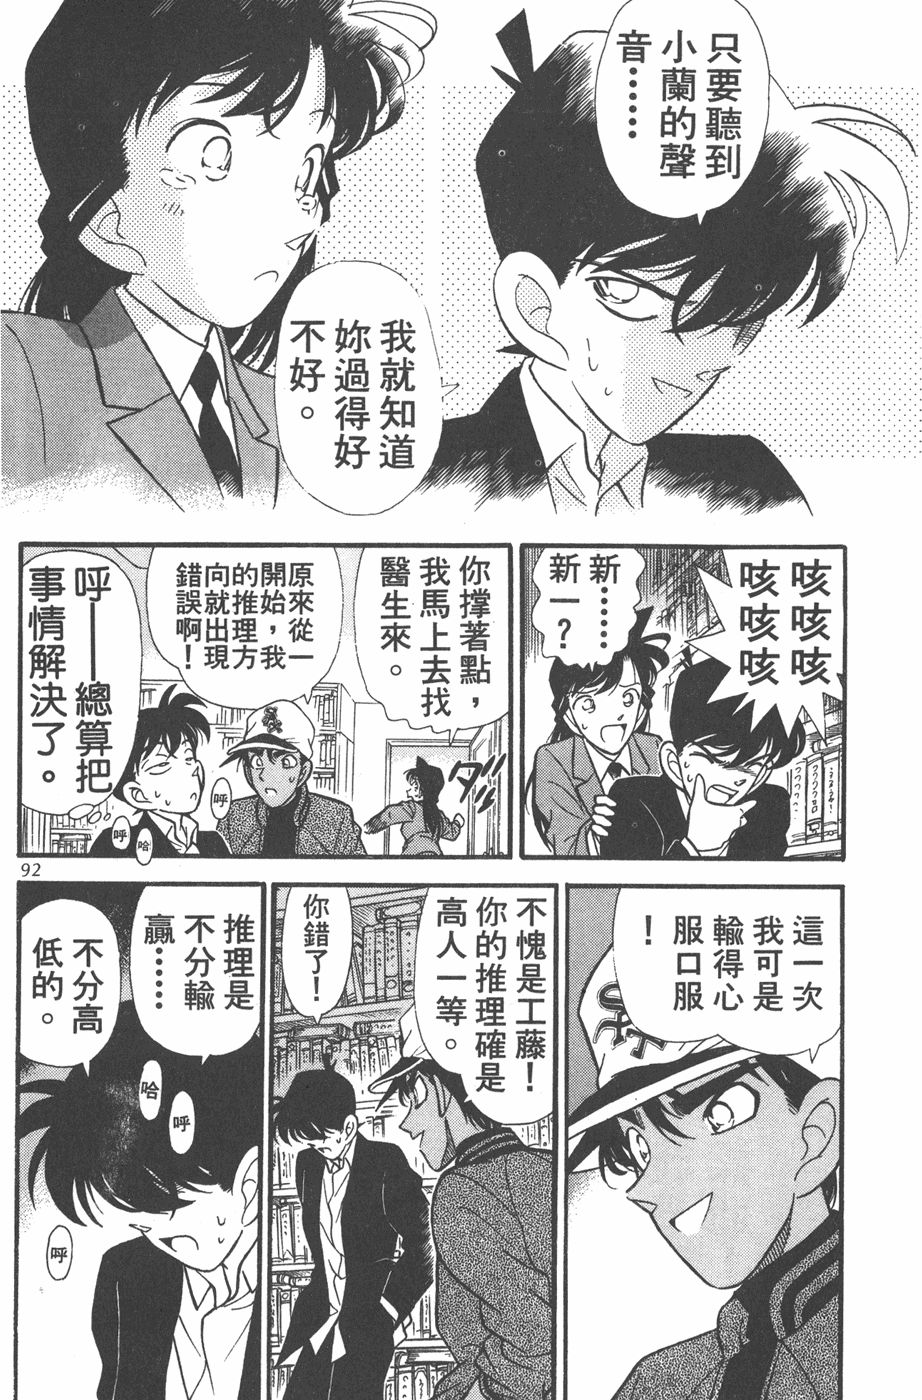 只要聽到
小蘭的聲
音……
我就知道
妳過得好
不好。
咳咳咳
咳咳咳
新……
新一？
你撐著點，
我馬上去找
醫生來。
ダッ
原來從一
開始，我
的推理方
向就出現
錯誤啊！
呼——總算把
事情解決了。
呼
哈
呼
92
這一次
我可是
輸得心
服口服
！
不愧是工藤！
你的推理確是
高人一等。
你錯了！
推理是
不分輸
贏……
不分高
低的。
哈
呼
呼